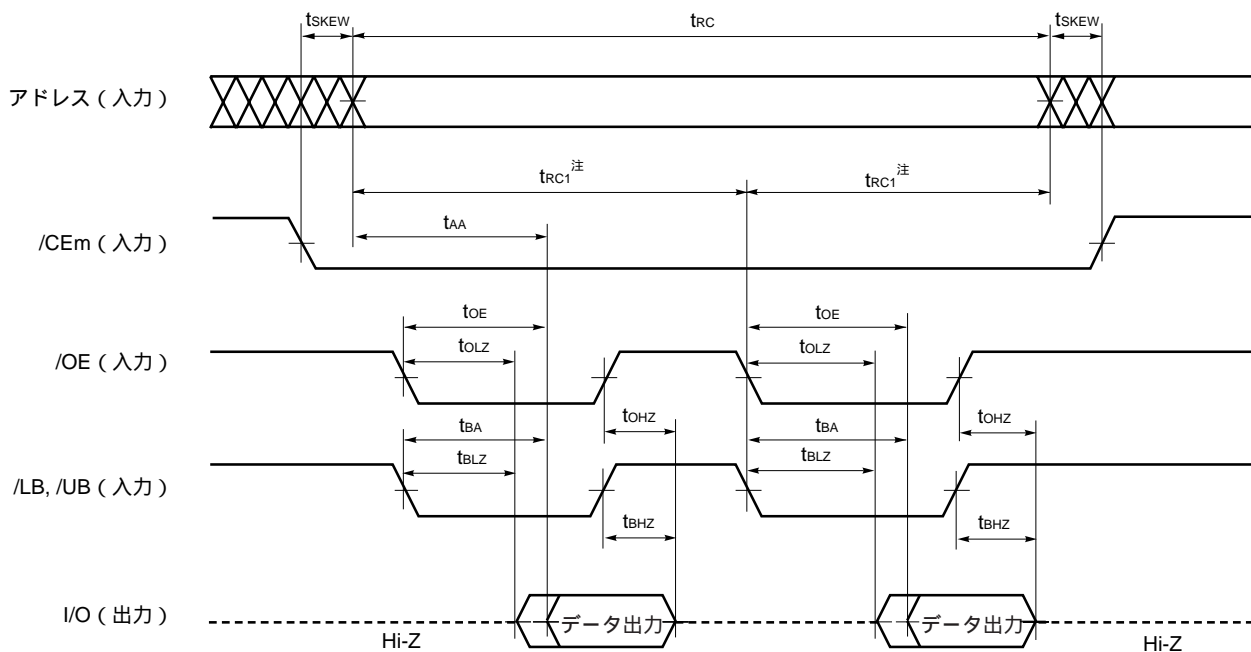 tSKEW tRC tSKEW
アドレス（入力）
tRC1注 tRC1注
/CEm（入力） tAA
tOE tOE
/OE（入力） tOLZ tOLZ
tOHZ tOHZ
tBA tBA
/LB, /UB（入力） tBLZ tBLZ
tBHZ tBHZ
I/O（出力） データ出力 データ出力
Hi-Z Hi-Z